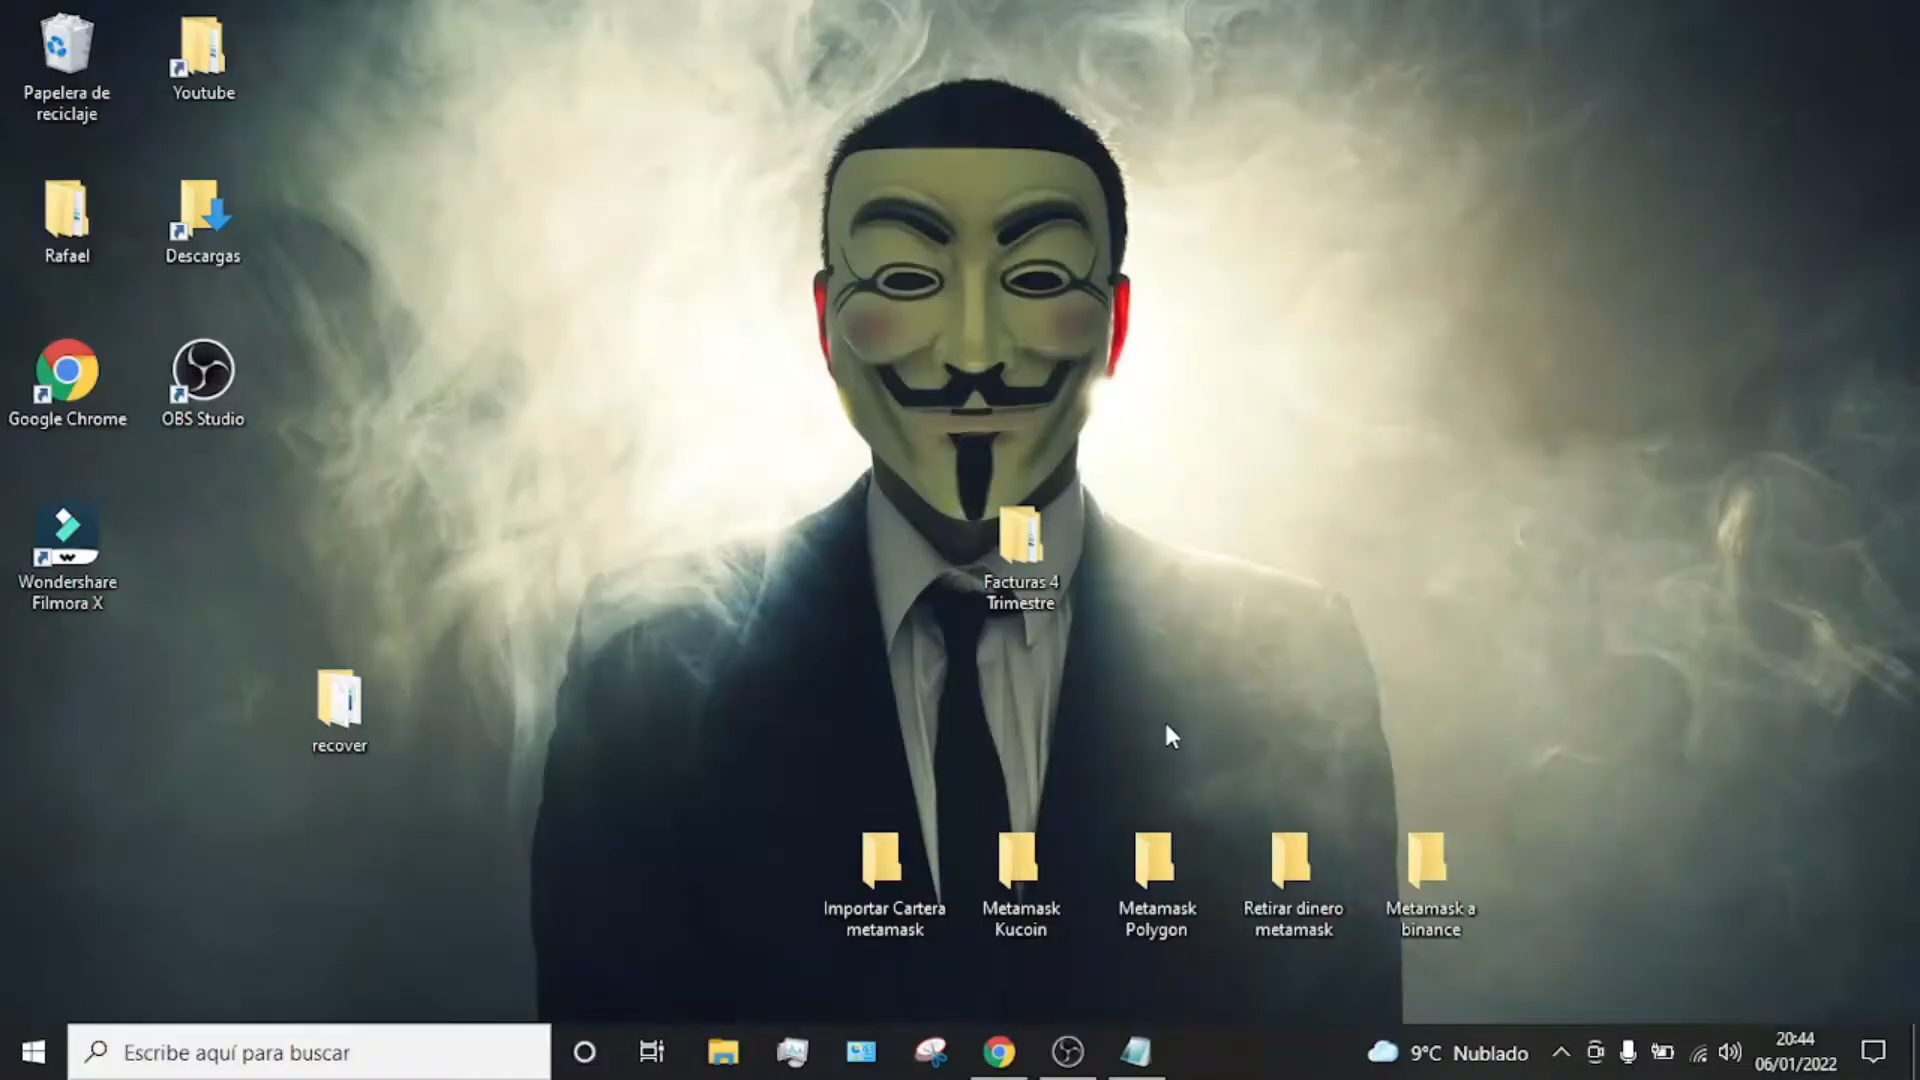 Papelera de
reciclaje
Youtube
Rafael
Descargas
Google Chrome
OBS Studio
Wondershare
Filmora X
Facturas 4
Trimestre
recover
Importar Cartera
metamask
Metamask
Kucoin
Metamask
Polygon
Retirar dinero
metamask
Metamask a
binance
Escribe aquí para buscar
9°C Nublado
20:44
06/01/2022